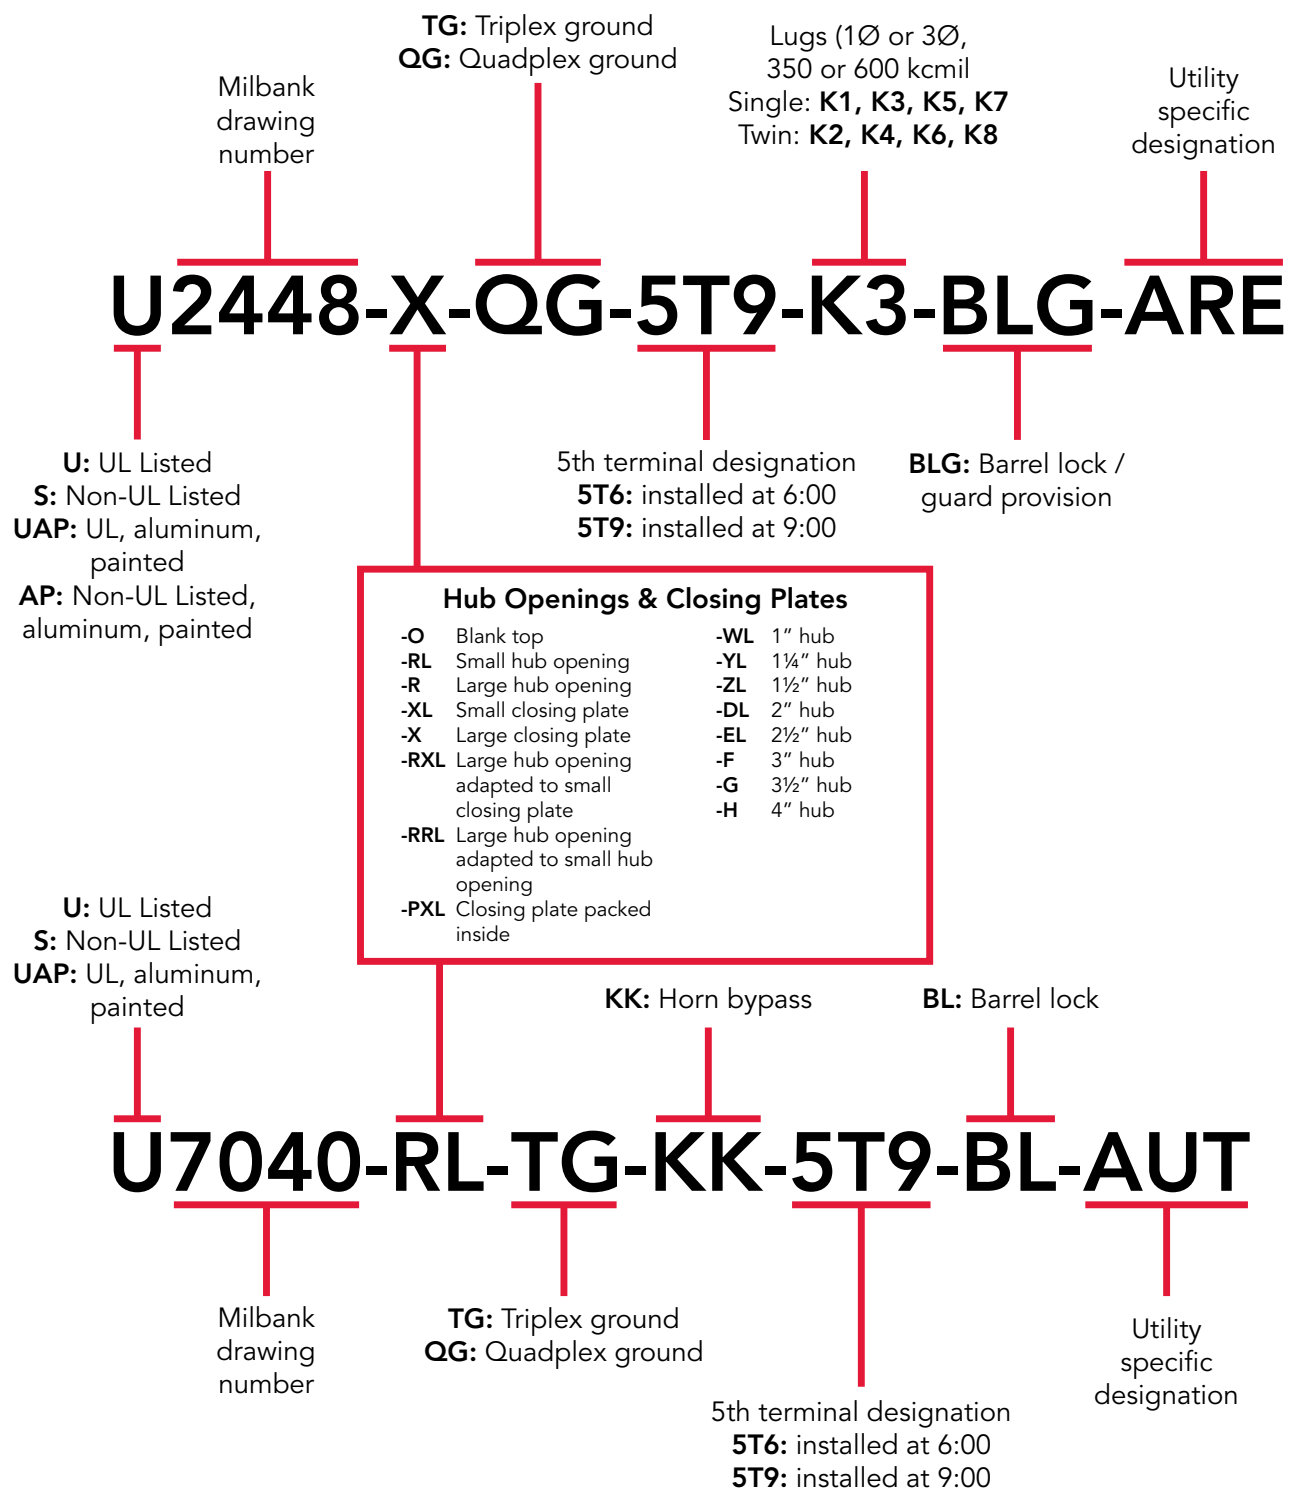 TG: Triplex ground
QG: Quadplex ground
Lugs (1Ø or 3Ø,
350 or 600 kcmil
Single: K1, K3, K5, K7
Twin: K2, K4, K6, K8
Milbank
drawing
number
Utility
specific
designation
U2448-X-QG-5T9-K3-BLG-ARE
U: UL Listed
S: Non-UL Listed
UAP: UL, aluminum,
painted
AP: Non-UL Listed,
aluminum, painted
5th terminal designation
5T6: installed at 6:00
5T9: installed at 9:00
BLG: Barrel lock /
guard provision
Hub Openings & Closing Plates
-O Blank top
-RL Small hub opening
-R Large hub opening
-XL Small closing plate
-X Large closing plate
-RXL Large hub opening
adapted to small
closing plate
-RRL Large hub opening
adapted to small hub
opening
-PXL Closing plate packed
inside
-WL 1” hub
-YL 1¼” hub
-ZL 1½” hub
-DL 2” hub
-EL 2½” hub
-F 3” hub
-G 3½” hub
-H 4” hub
U: UL Listed
S: Non-UL Listed
UAP: UL, aluminum,
painted
KK: Horn bypass
BL: Barrel lock
U7040-RL-TG-KK-5T9-BL-AUT
Milbank
drawing
number
TG: Triplex ground
QG: Quadplex ground
5th terminal designation
5T6: installed at 6:00
5T9: installed at 9:00
Utility
specific
designation